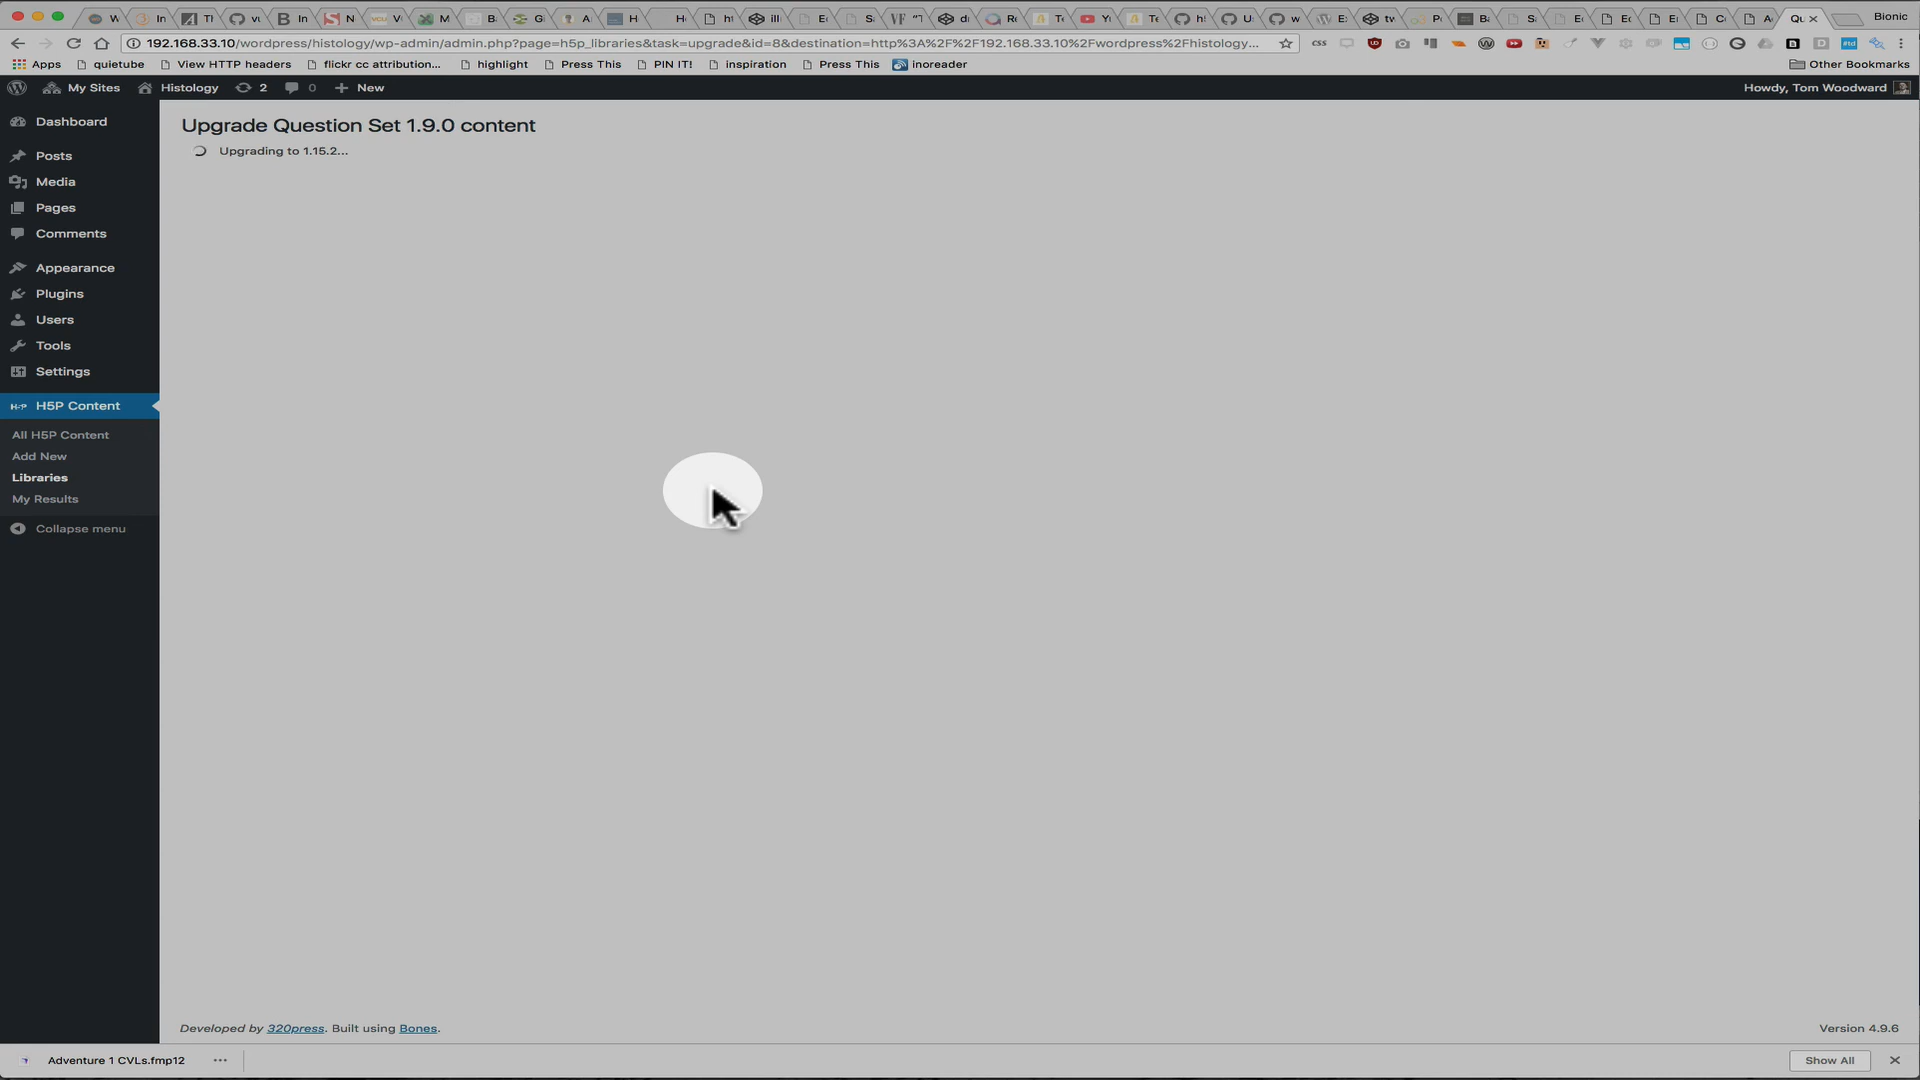 Bionic
192.168.33.10/wordpress/histology/wp-admin/admin.php?page=h5p_libraries&task=upgrade&id=8&destination=http%3A%2F%2F192.168.33.10%2Fwordpress%2Fhistology...
Apps quietube View HTTP headers flickr cc attribution... highlight Press This PIN IT! inspiration Press This inoreader Other Bookmarks
My Sites Histology 2 0 New Howdy, Tom Woodward
Dashboard
Posts
Media
Pages
Comments
Appearance
Plugins
Users
Tools
Settings
H5P Content
All H5P Content
Add New
Libraries
My Results
Collapse menu
Upgrade Question Set 1.9.0 content
Upgrading to 1.15.2...
Developed by 320press. Built using Bones.
Version 4.9.6
Adventure 1 CVLs.fmp12
Show All